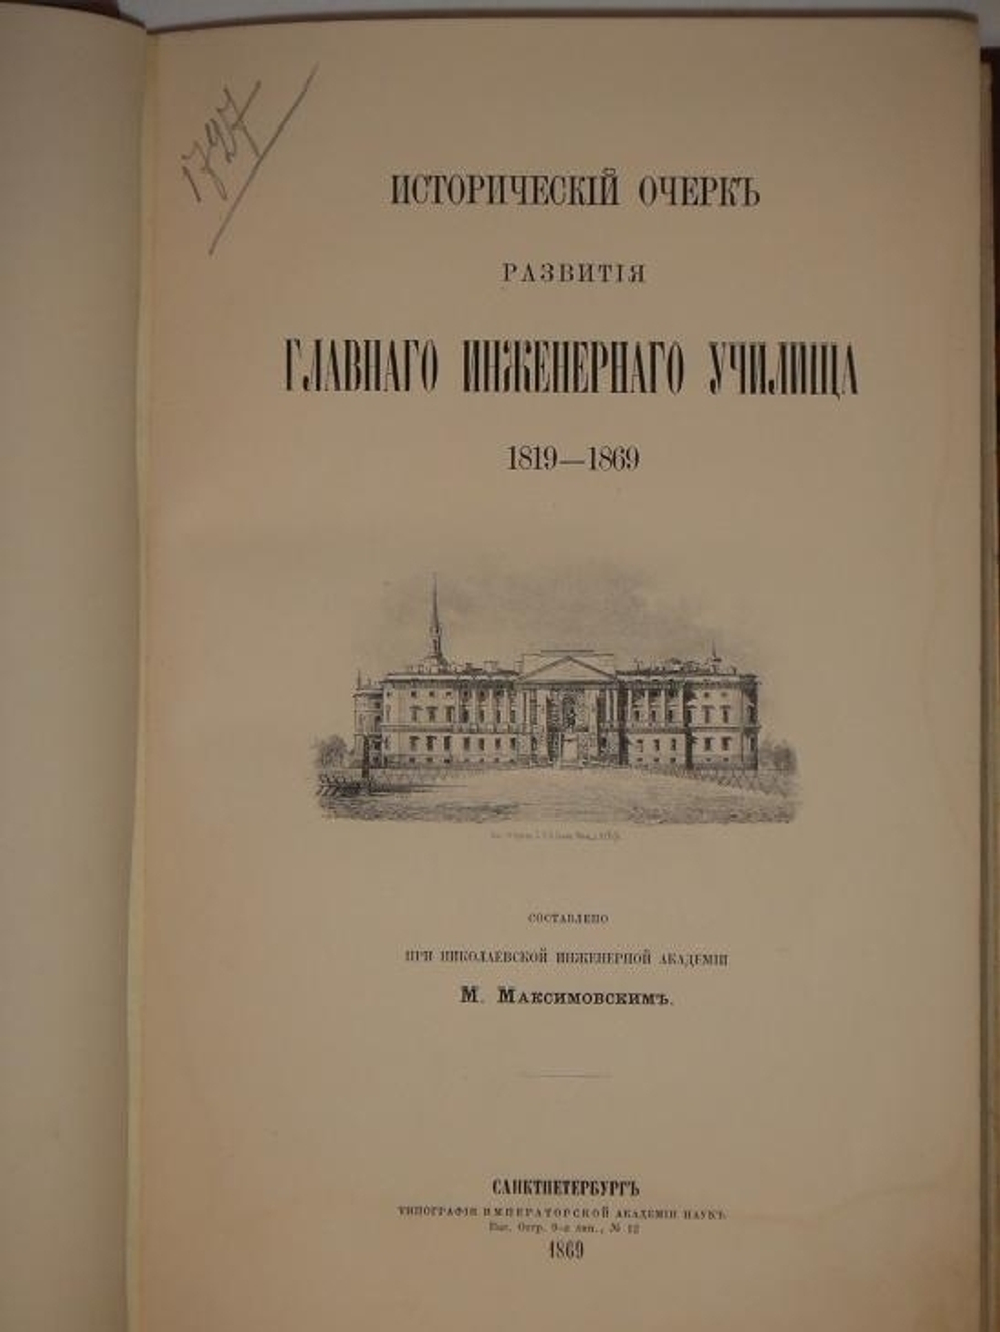 1727
ИСТОРИЧЕСКІЙ ОЧЕРКЪ
РАЗВИТІЯ
ГЛАВНАГО ИНЖЕНЕРНАГО УЧИЛИЩА
1819—1869
СОСТАВЛЕНО
ПРИ НИКОЛАЕВСКОЙ ИНЖЕНЕРНОЙ АКАДЕМІИ
М. Максимовскимъ.
САНКТПЕТЕРБУРГЪ
ТИПОГРАФІЯ ИМПЕРАТОРСКОЙ АКАДЕМІИ НАУКЪ
Вас. Остр. 9-я лин., № 12
1869